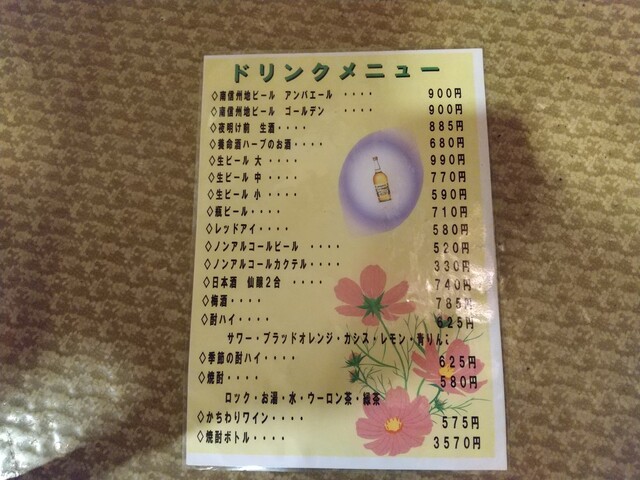 ドリンクメニュー
◇南信州地ビール アンバエール ・・・・ 900円
◇南信州地ビール ゴールデン ・・・・ 900円
◇夜明け前 生酒・・・・ 885円
◇養命酒ハーブのお酒・・・・ 680円
◇生ビール 大 ・・・・ 990円
◇生ビール 中 ・・・・ 770円
◇生ビール 小 ・・・・ 590円
◇瓶ビール・・・・ 710円
◇レッドアイ・・・・ 580円
◇ノンアルコールビール ・・・・ 520円
◇ノンアルコールカクテル・・・・ 330円
◇日本酒 仙醸2合 ・・・・ 740円
◇梅酒・・・・ 785円
◇酎ハイ・・・・ 625円
サワー・ブラッドオレンジ・カシス・レモン・青りんご
◇季節の酎ハイ・・・・ 625円
◇焼酎・・・・ 580円
ロック・お湯・水・ウーロン茶・緑茶
◇かちわりワイン・・・・ 575円
◇焼酎ボトル・・・・ 3570円